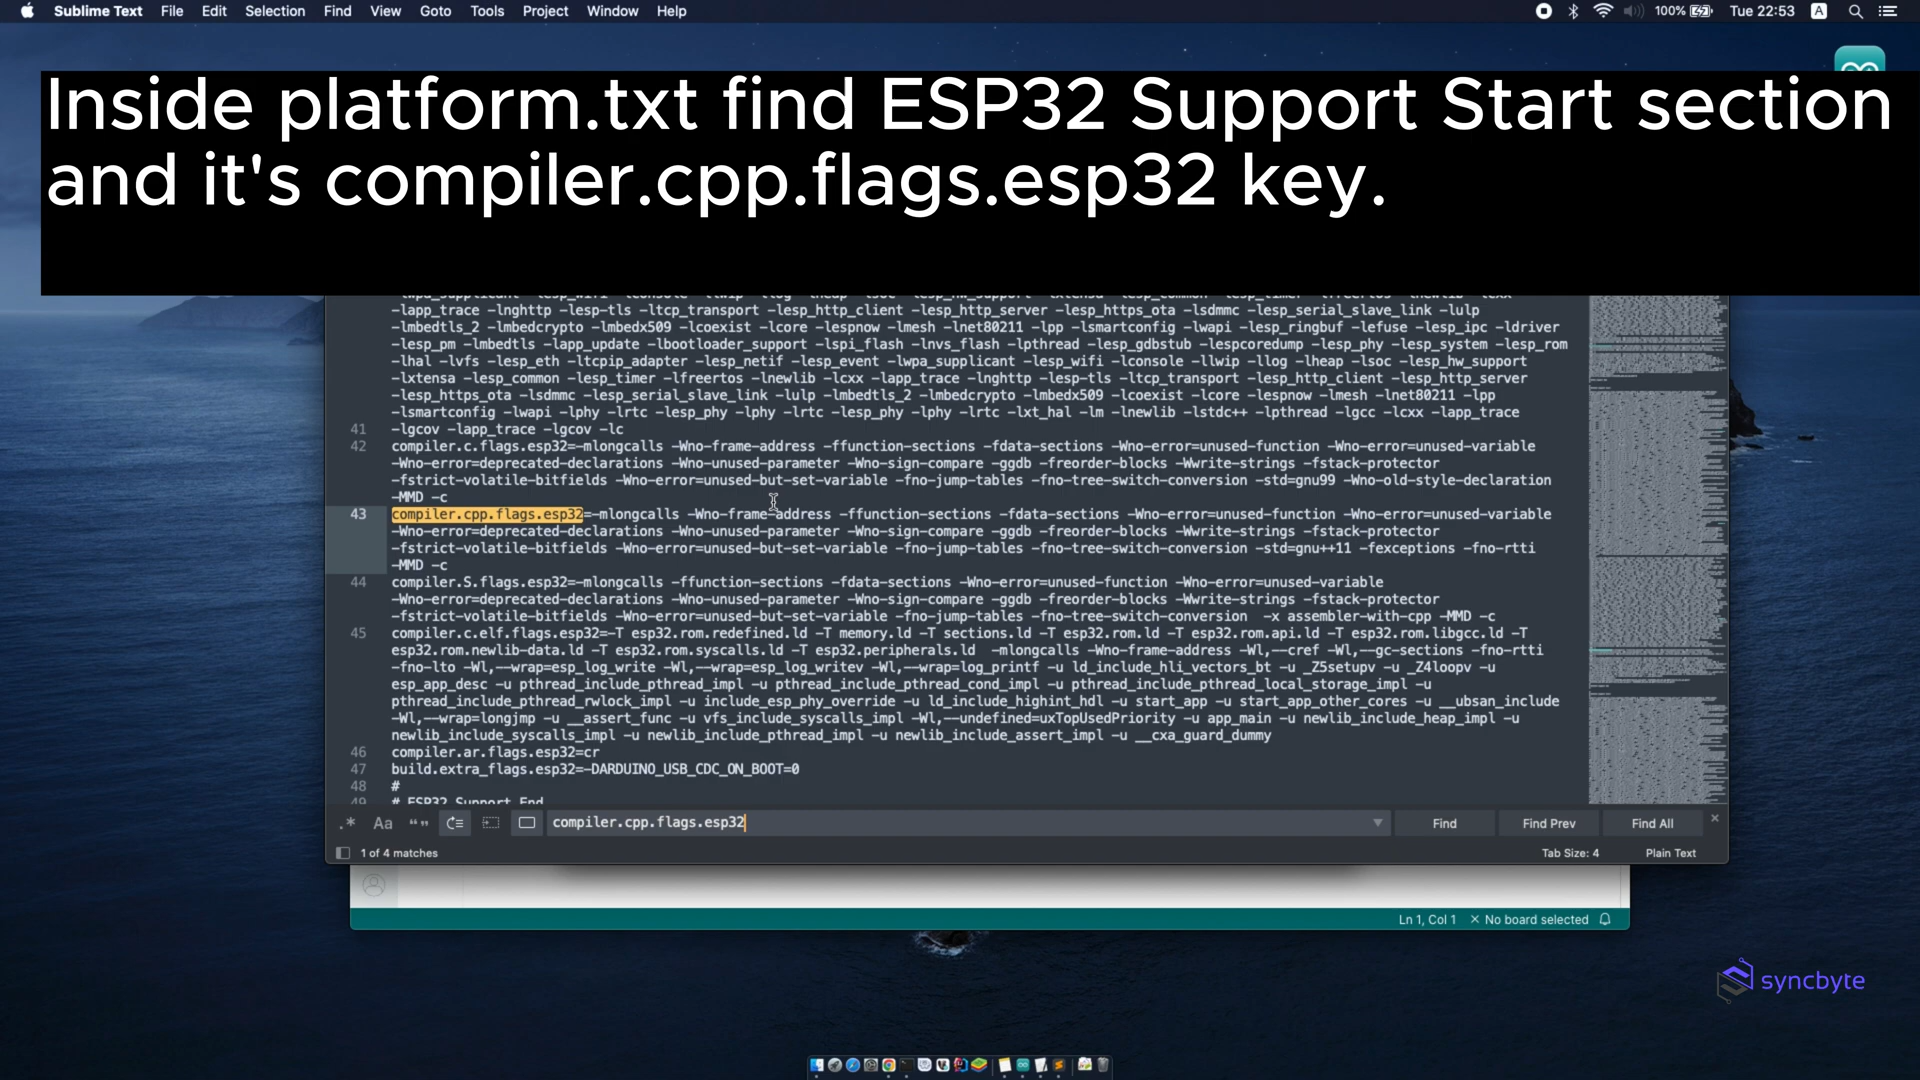 Sublime Text File Edit Selection Find View Goto Tools Project Window Help 100% Tue 22:53 A
Inside platform.txt find ESP32 Support Start section
and it's compiler.cpp.flags.esp32 key.
-lapp_trace -lnghttp -lesp-tls -ltcp_transport -lesp_http_client -lesp_http_server -lesp_https_ota -lsdmmc -lesp_serial_slave_link -lulp
-lmbedtls_2 -lmbedcrypto -lmbedx509 -lcoexist -lcore -lespnow -lmesh -lnet80211 -lpp -lsmartconfig -lwapi -lesp_ringbuf -lefuse -lesp_ipc -ldriver
-lesp_pm -lmbedtls -lapp_update -lbootloader_support -lspi_flash -lnvs_flash -lpthread -lesp_gdbstub -lespcoredump -lesp_phy -lesp_system -lesp_rom
-lhal -lvfs -lesp_eth -ltcpip_adapter -lesp_netif -lesp_event -lwpa_supplicant -lesp_wifi -lconsole -llwip -llog -lheap -lsoc -lesp_hw_support
-lxtensa -lesp_common -lesp_timer -lfreertos -lnewlib -lcxx -lapp_trace -lnghttp -lesp-tls -ltcp_transport -lesp_http_client -lesp_http_server
-lesp_https_ota -lsdmmc -lesp_serial_slave_link -lulp -lmbedtls_2 -lmbedcrypto -lmbedx509 -lcoexist -lcore -lespnow -lmesh -lnet80211 -lpp
-lsmartconfig -lwapi -lphy -lrtc -lesp_phy -lphy -lrtc -lesp_phy -lphy -lrtc -lxt_hal -lm -lnewlib -lstdc++ -lpthread -lgcc -lcxx -lapp_trace
41 -lgcov -lapp_trace -lgcov -lc
42 compiler.c.flags.esp32=-mlongcalls -Wno-frame-address -ffunction-sections -fdata-sections -Wno-error=unused-function -Wno-error=unused-variable
-Wno-error=deprecated-declarations -Wno-unused-parameter -Wno-sign-compare -ggdb -freorder-blocks -Wwrite-strings -fstack-protector
-fstrict-volatile-bitfields -Wno-error=unused-but-set-variable -fno-jump-tables -fno-tree-switch-conversion -std=gnu99 -Wno-old-style-declaration
-MMD -c
43 compiler.cpp.flags.esp32=-mlongcalls -Wno-frame-address -ffunction-sections -fdata-sections -Wno-error=unused-function -Wno-error=unused-variable
-Wno-error=deprecated-declarations -Wno-unused-parameter -Wno-sign-compare -ggdb -freorder-blocks -Wwrite-strings -fstack-protector
-fstrict-volatile-bitfields -Wno-error=unused-but-set-variable -fno-jump-tables -fno-tree-switch-conversion -std=gnu++11 -fexceptions -fno-rtti
-MMD -c
44 compiler.S.flags.esp32=-mlongcalls -ffunction-sections -fdata-sections -Wno-error=unused-function -Wno-error=unused-variable
-Wno-error=deprecated-declarations -Wno-unused-parameter -Wno-sign-compare -ggdb -freorder-blocks -Wwrite-strings -fstack-protector
-fstrict-volatile-bitfields -Wno-error=unused-but-set-variable -fno-jump-tables -fno-tree-switch-conversion -x assembler-with-cpp -MMD -c
45 compiler.c.elf.flags.esp32=-T esp32.rom.redefined.ld -T memory.ld -T sections.ld -T esp32.rom.ld -T esp32.rom.api.ld -T esp32.rom.libgcc.ld -T
esp32.rom.newlib-data.ld -T esp32.rom.syscalls.ld -T esp32.peripherals.ld -mlongcalls -Wno-frame-address -Wl,--cref -Wl,--gc-sections -fno-rtti
-fno-lto -Wl,--wrap=esp_log_write -Wl,--wrap=esp_log_writev -Wl,--wrap=log_printf -u ld_include_hli_vectors_bt -u _Z5setupv -u _Z4loopv -u
esp_app_desc -u pthread_include_pthread_impl -u pthread_include_pthread_cond_impl -u pthread_include_pthread_local_storage_impl -u
pthread_include_pthread_rwlock_impl -u include_esp_phy_override -u ld_include_highint_hdl -u start_app -u start_app_other_cores -u __ubsan_include
-Wl,--wrap=longjmp -u __assert_func -u vfs_include_syscalls_impl -Wl,--undefined=uxTopUsedPriority -u app_main -u newlib_include_heap_impl -u
newlib_include_syscalls_impl -u newlib_include_pthread_impl -u newlib_include_assert_impl -u __cxa_guard_dummy
46 compiler.ar.flags.esp32=cr
47 build.extra_flags.esp32=-DARDUINO_USB_CDC_ON_BOOT=0
48 #
49 # ESP32 Support End
.* Aa “” compiler.cpp.flags.esp32 Find Find Prev Find All
1 of 4 matches Tab Size: 4 Plain Text
Ln 1, Col 1 × No board selected
syncbyte